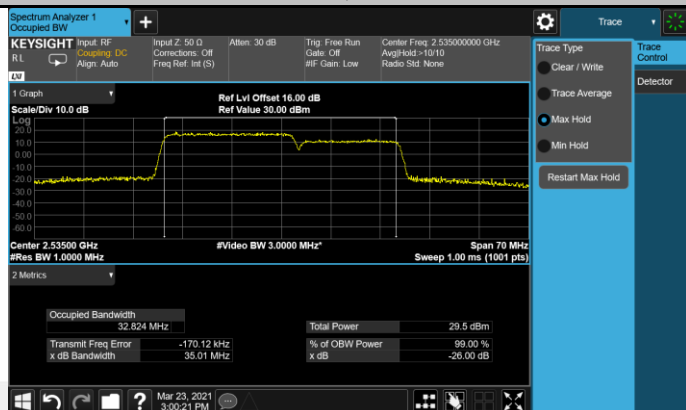 Spectrum Analyzer 1
Occupied BW
KEYSIGHT
R L
LXI
Input: RF
Coupling: DC
Align: Auto
Input Z: 50 Ω
Corrections: Off
Freq Ref: Int (S)
Atten: 30 dB
Trig: Free Run
Gate: Off
#IF Gain: Low
Center Freq: 2.535000000 GHz
Avg|Hold:>10/10
Radio Std: None
1 Graph
Scale/Div 10.0 dB
Ref Lvl Offset 16.00 dB
Ref Value 30.00 dBm
Log
20.0
10.0
0.00
-10.0
-20.0
-30.0
-40.0
-50.0
-60.0
Center 2.53500 GHz
#Res BW 1.0000 MHz
#Video BW 3.0000 MHz*
Span 70 MHz
Sweep 1.00 ms (1001 pts)
2 Metrics
Occupied Bandwidth
32.824 MHz
Total Power 29.5 dBm
Transmit Freq Error -170.12 kHz
% of OBW Power 99.00 %
x dB Bandwidth 35.01 MHz
x dB -26.00 dB
Mar 23, 2021
3:00:21 PM
Trace
Trace Type
Clear / Write
Trace Average
Max Hold
Min Hold
Restart Max Hold
Trace
Control
Detector